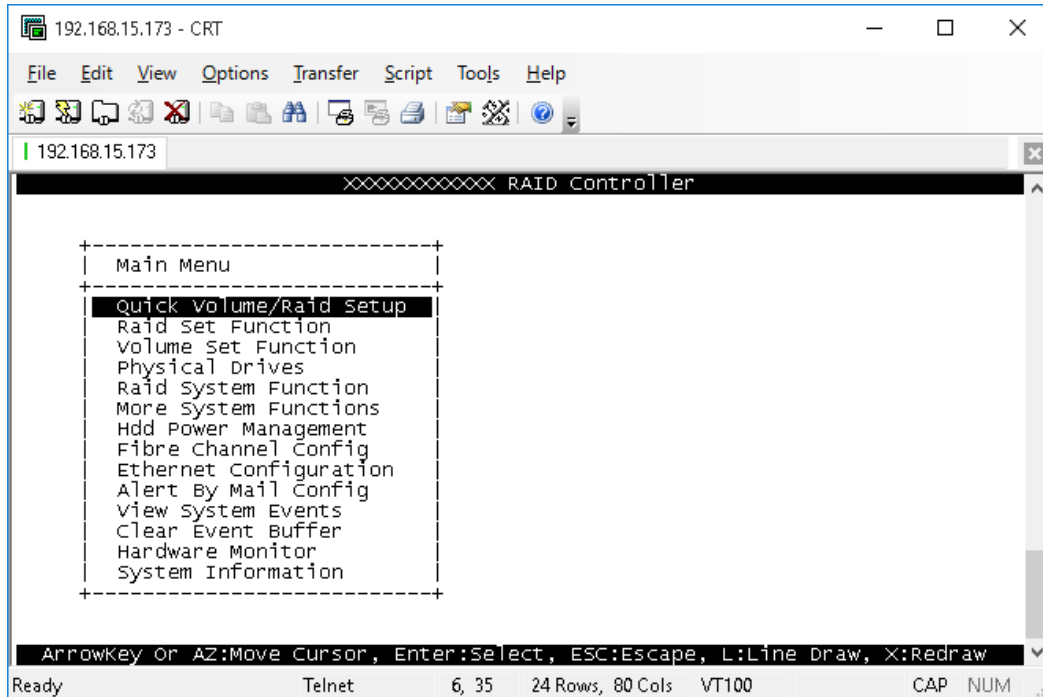 192.168.15.173 - CRT
File Edit View Options Transfer Script Tools Help
192.168.15.173
XXXXXXXXXXXX RAID Controller
Main Menu
Quick Volume/Raid Setup
Raid Set Function
Volume Set Function
Physical Drives
Raid System Function
More System Functions
Hdd Power Management
Fibre Channel Config
Ethernet Configuration
Alert By Mail Config
View System Events
Clear Event Buffer
Hardware Monitor
System Information
ArrowKey Or AZ:Move Cursor, Enter:Select, ESC:Escape, L:Line Draw, X:Redraw
Ready Telnet 6, 35 24 Rows, 80 Cols VT100 CAP NUM